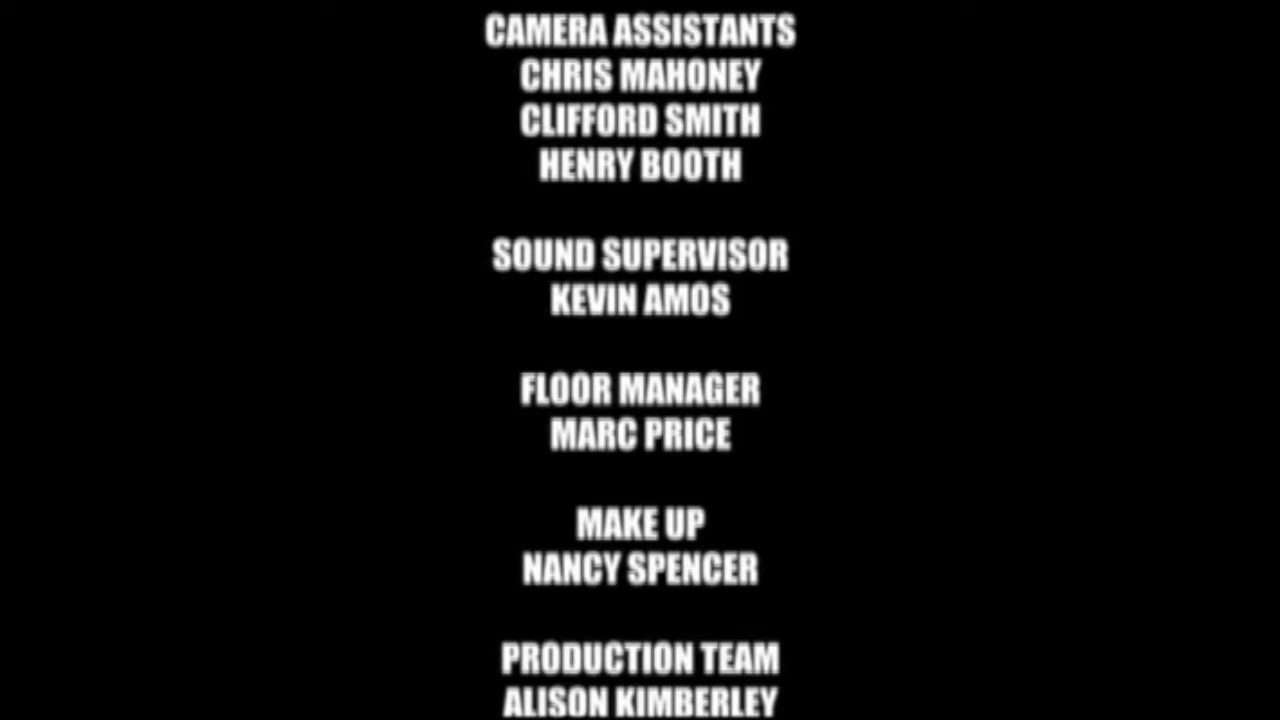 CAMERA ASSISTANTS
CHRIS MAHONEY
CLIFFORD SMITH
HENRY BOOTH
SOUND SUPERVISOR
KEVIN AMOS
FLOOR MANAGER
MARC PRICE
MAKE UP
NANCY SPENCER
PRODUCTION TEAM
ALISON KIMBERLEY